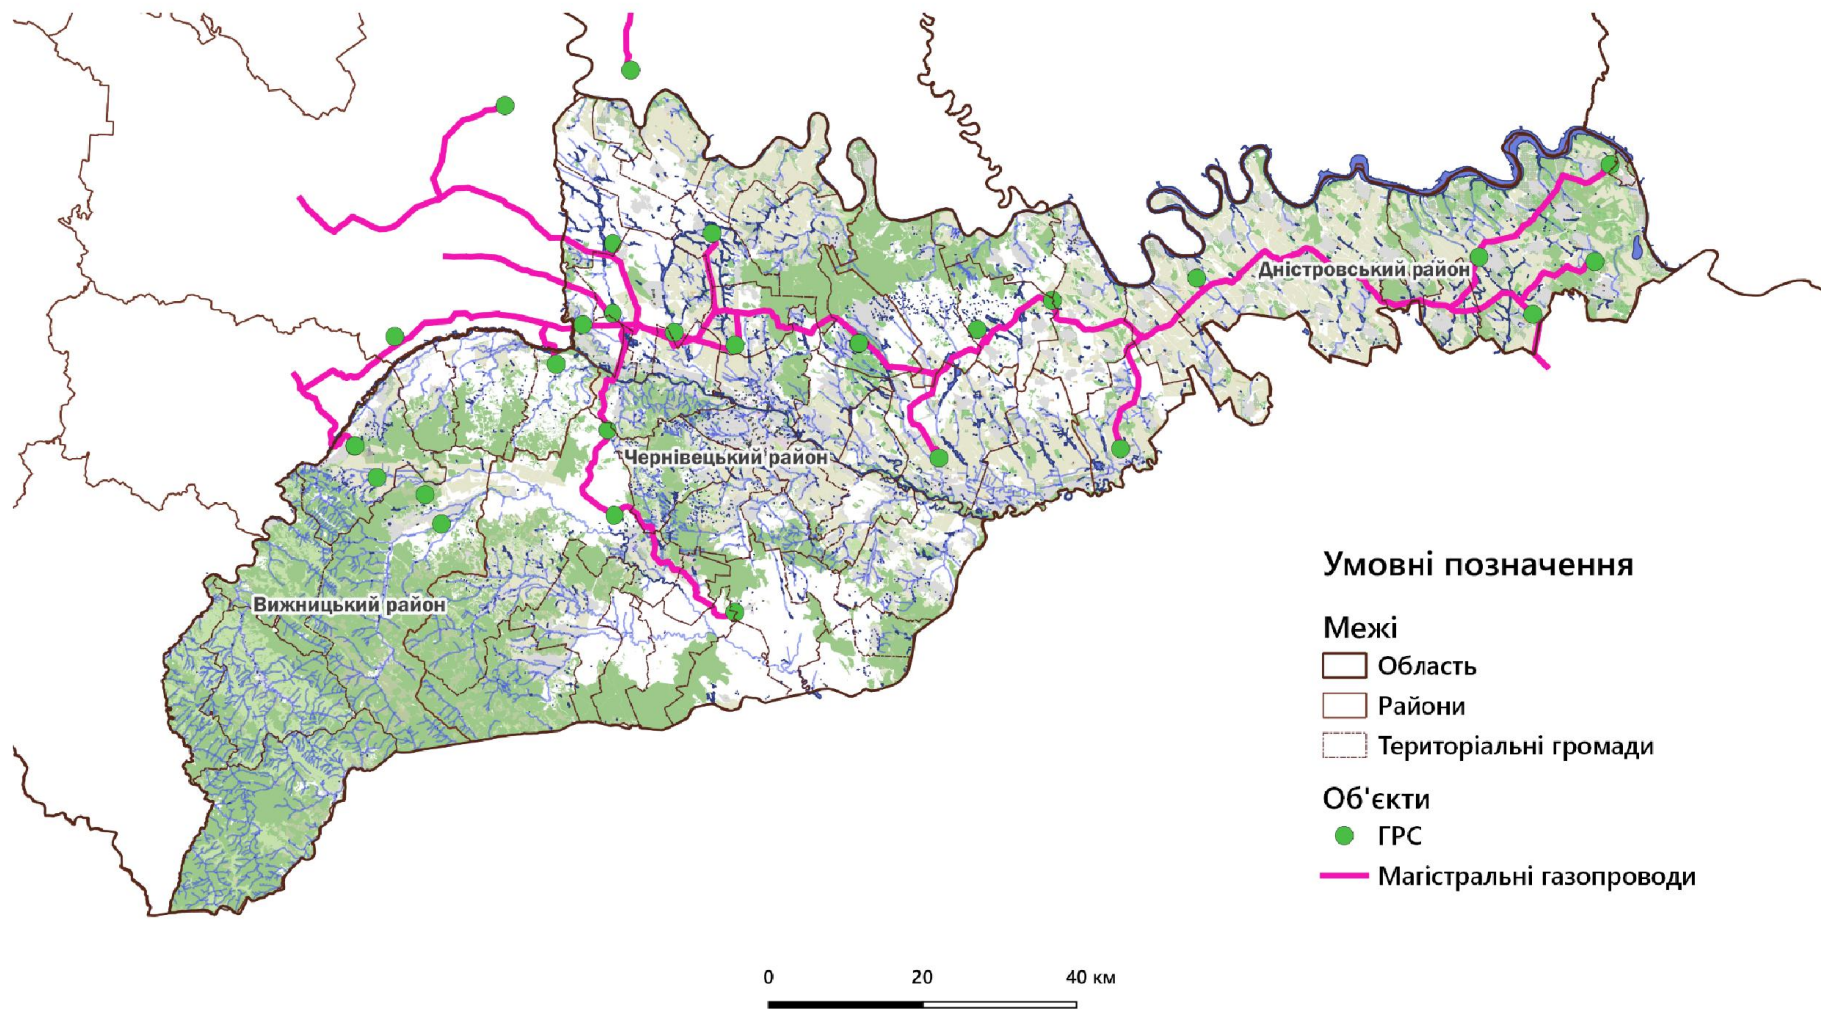 Дністровський район
Чернівецький район
Вижницький район
Умовні позначення
Межі
Область
Райони
Територіальні громади
Об'єкти
ГРС
Магістральні газопроводи
0 20 40 км